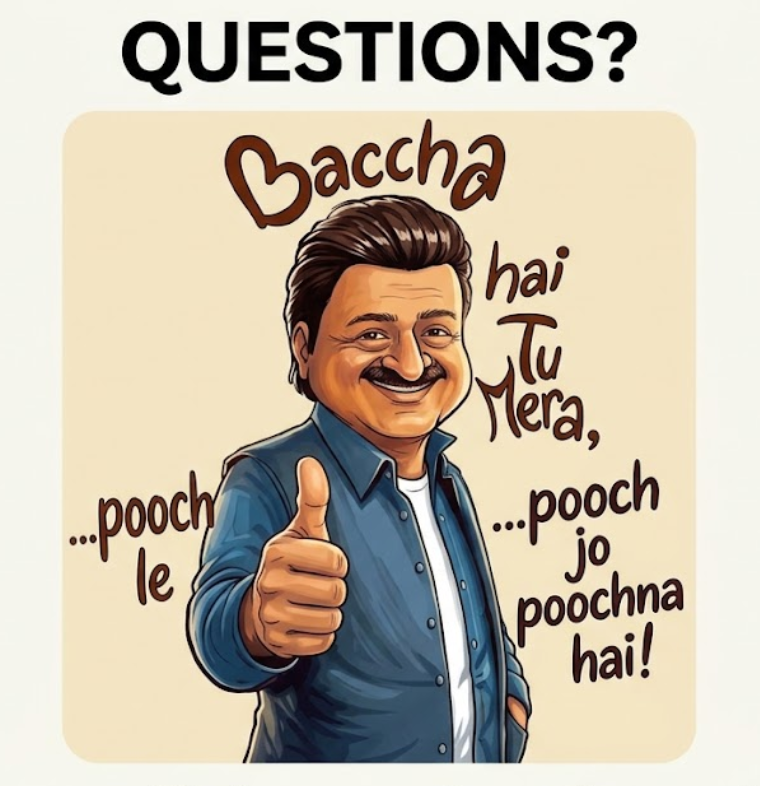 QUESTIONS?
Baccha
hai
Tu
Mera,
...pooch
le
...pooch
jo
poochna
hai!